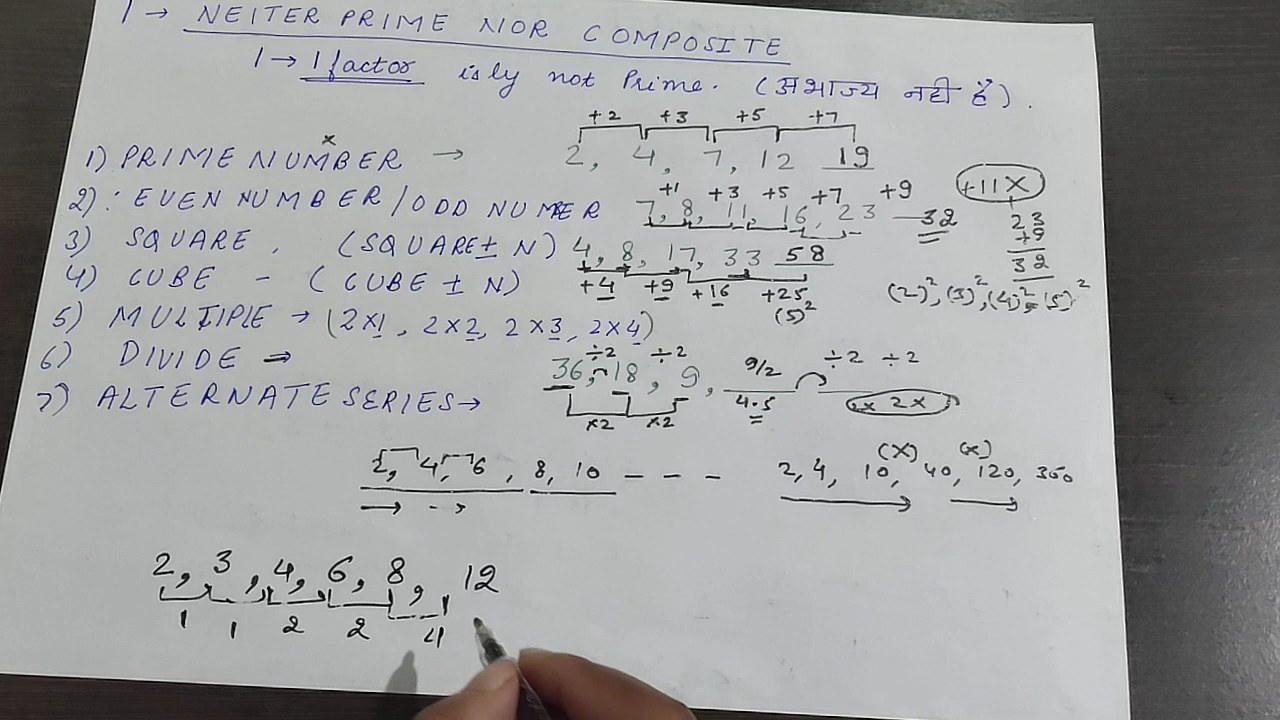 1 → NEITER PRIME NOR COMPOSITE
1 → 1 factor isly not Prime. (अभाज्य नहीं है).
+2 +3 +5 +7
x
1) PRIME NUMBER → 2, 4, 7, 12 19
+1 +3 +5 +7 +9 +11 X
2) : EVEN NUMBER / ODD NUMER 7, 8, 11, 16, 23 32
23
+9
32
3) SQUARE. (SQUARE ± N) 4, 8, 17, 33 58
4) CUBE - (CUBE ± N) +4 +9 +16 +25
(5)² (2)², (3)², (4)², (5)²
5) MULTIPLE → (2×1, 2×2, 2×3, 2×4)
÷2 ÷2 9/2 ÷2 ÷2
6) DIVIDE ⇒ 36, 18, 9,
4.5 2x
7) ALTERNATE SERIES →
×2 ×2
(X) (x)
2, 4, 6, 8, 10 - - - 2, 4, 10, 40, 120, 350
→ → 
2, 3, 4, 6, 8, 12
1 1 2 2 4